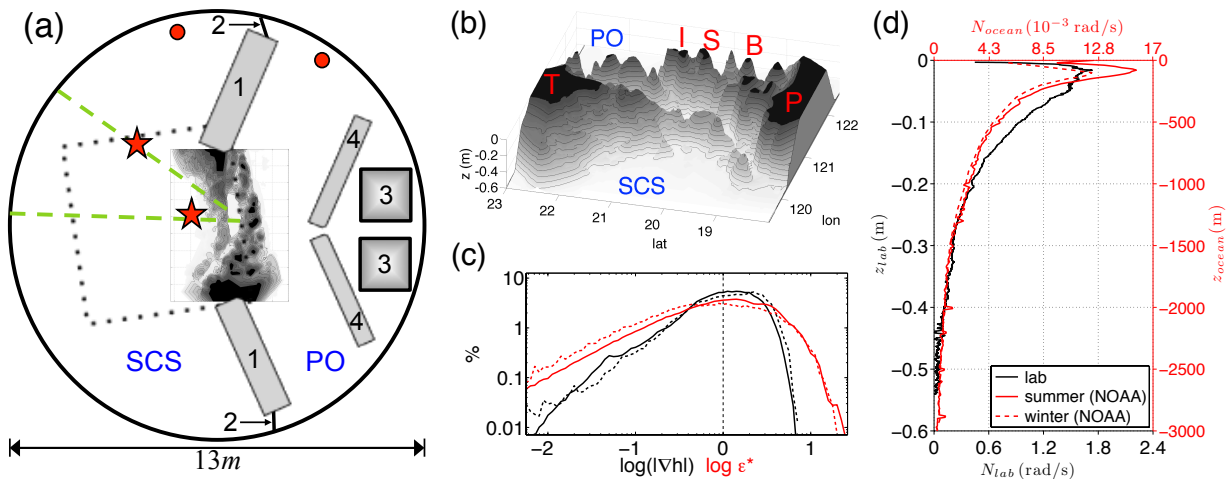 (a)
2
1
4
3
3
4
1
2
SCS
PO
13m
(b)
PO
I
S
B
T
P
SCS
z (m)
0
-0.2
-0.4
-0.6
23
22
21
20
19
lat
122
121
120
lon
(c)
%
10
1
0.1
0.01
-2
-1
0
1
log(|∇h|)
log ε*
(d)
N_ocean (10⁻³ rad/s)
0
4.3
8.5
12.8
17
0
−0.1
−0.2
−0.3
−0.4
−0.5
−0.6
z_lab (m)
0
−500
−1000
−1500
−2000
−2500
−3000
z_ocean (m)
lab
summer (NOAA)
winter (NOAA)
0
0.6
1.2
1.8
2.4
N_lab (rad/s)